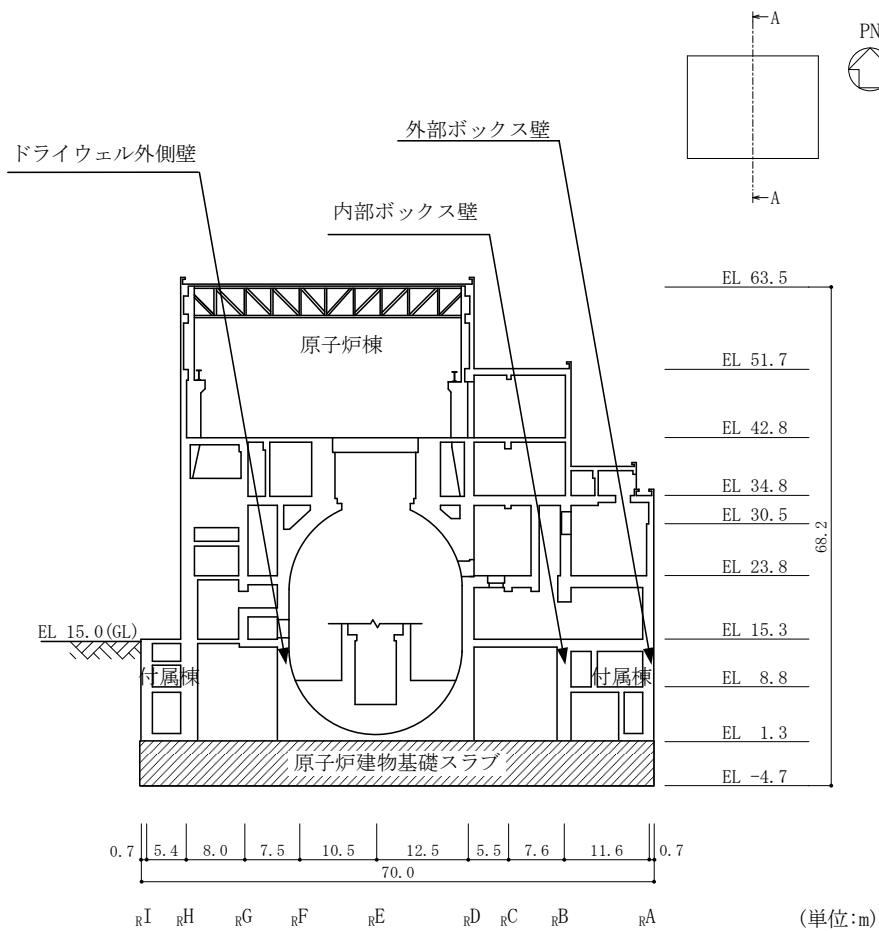 A
PN
外部ボックス壁
ドライウェル外側壁
A
内部ボックス壁
EL 63.5
原子炉棟
EL 51.7
EL 42.8
EL 34.8
EL 30.5
68.2
EL 23.8
EL 15.0(GL)
EL 15.3
付属棟
付属棟
EL 8.8
EL 1.3
原子炉建物基礎スラブ
EL -4.7
0.7 5.4 8.0 7.5 10.5 12.5 5.5 7.6 11.6 0.7
70.0
RI RH RG RF RE RD RC RB RA
(単位:m)